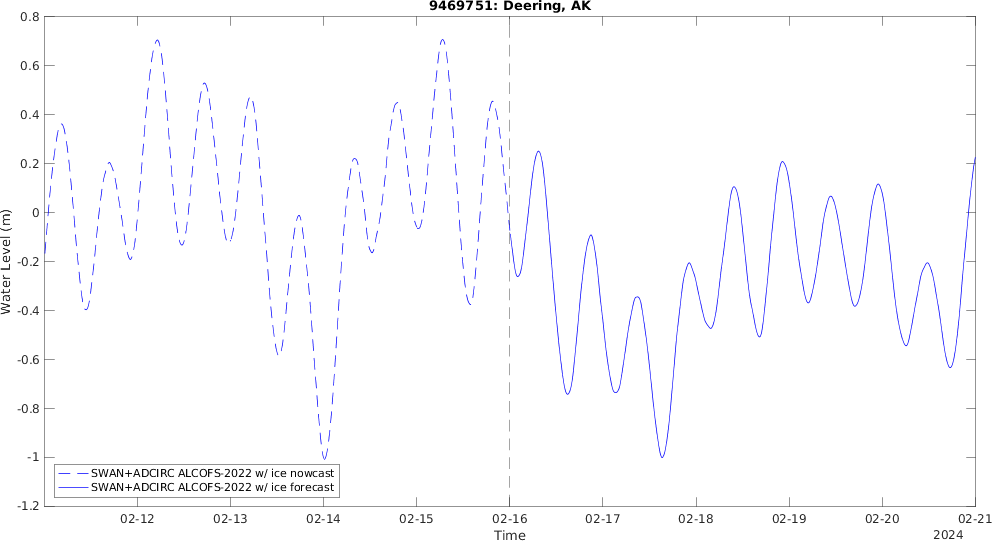 9469751: Deering, AK
Water Level (m)
0.8
0.6
0.4
0.2
0
-0.2
-0.4
-0.6
-0.8
-1
-1.2
SWAN+ADCIRC ALCOFS-2022 w/ ice nowcast
SWAN+ADCIRC ALCOFS-2022 w/ ice forecast
02-12 02-13 02-14 02-15 02-16 02-17 02-18 02-19 02-20 02-21
Time
2024